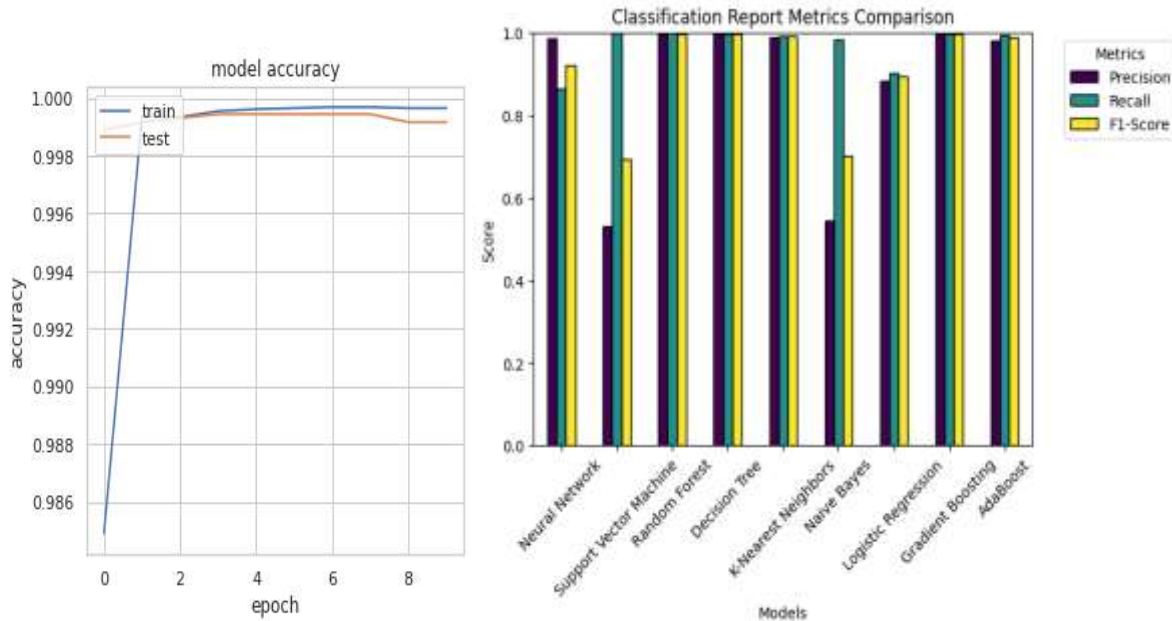 model accuracy
train
test
1.000
0.998
0.996
0.994
0.992
0.990
0.988
0.986
accuracy
0
2
4
6
8
epoch
Classification Report Metrics Comparison
1.0
0.8
0.6
0.4
0.2
0.0
Score
Neural Network
Support Vector Machine
Random Forest
Decision Tree
K-Nearest Neighbors
Naive Bayes
Logistic Regression
Gradient Boosting
AdaBoost
Models
Metrics
Precision
Recall
F1-Score